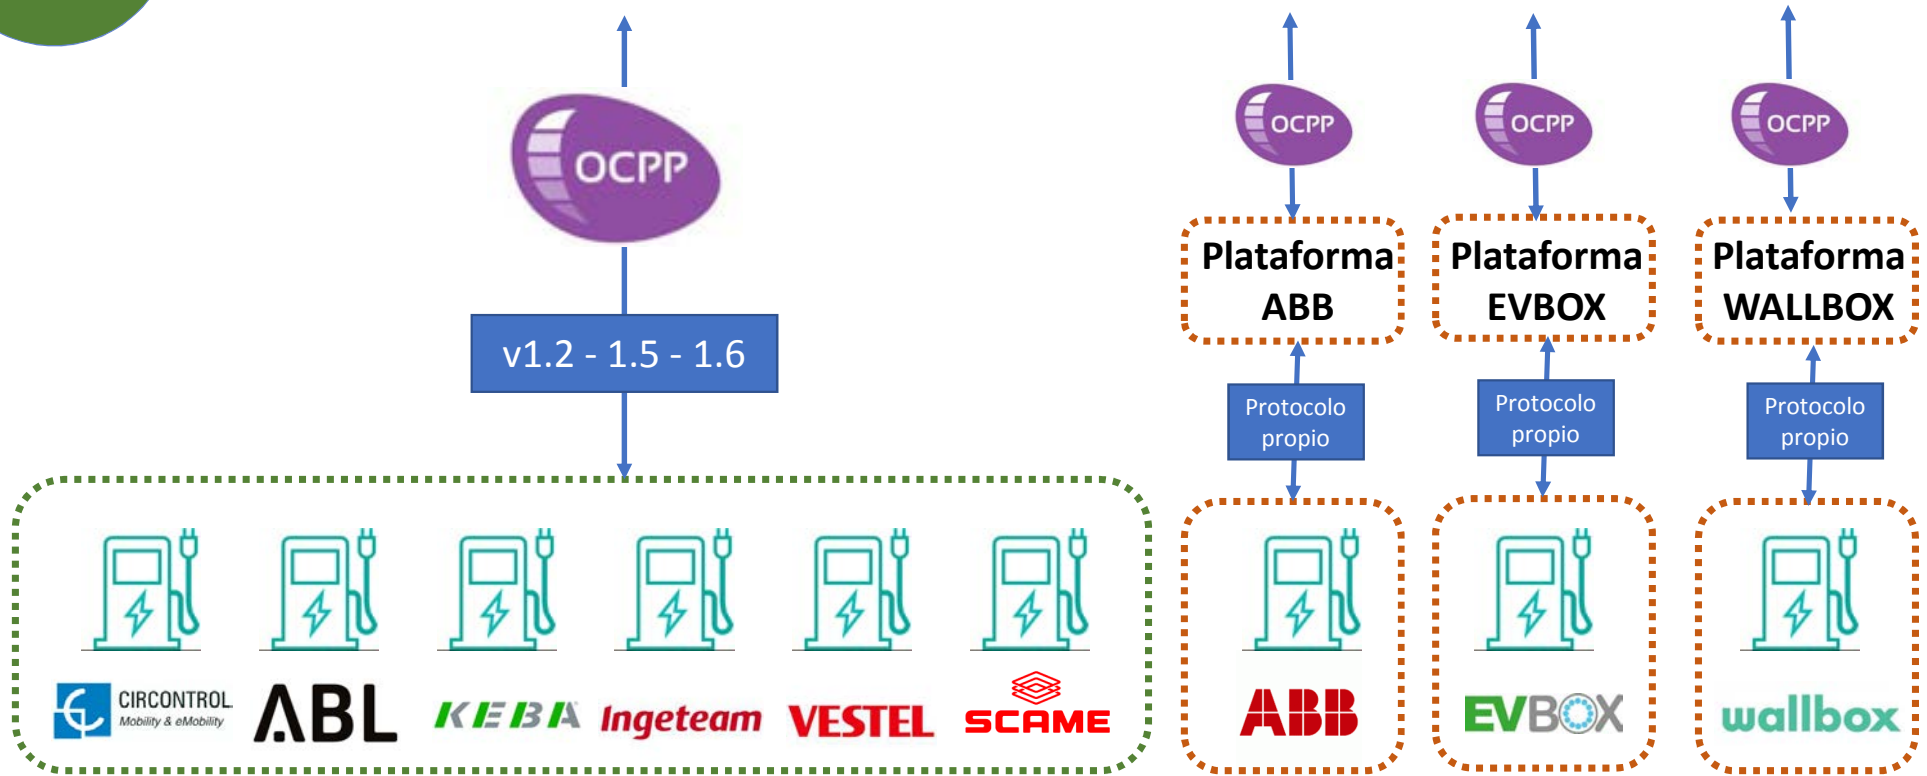 OCPP
OCPP
OCPP
OCPP
Plataforma
ABB
Plataforma
EVBOX
Plataforma
WALLBOX
v1.2 - 1.5 - 1.6
Protocolo
propio
Protocolo
propio
Protocolo
propio
CIRCONTROL
Mobility & eMobility
ABL
KEBA
Ingeteam
VESTEL
SCAME
ABB
EVBOX
wallbox